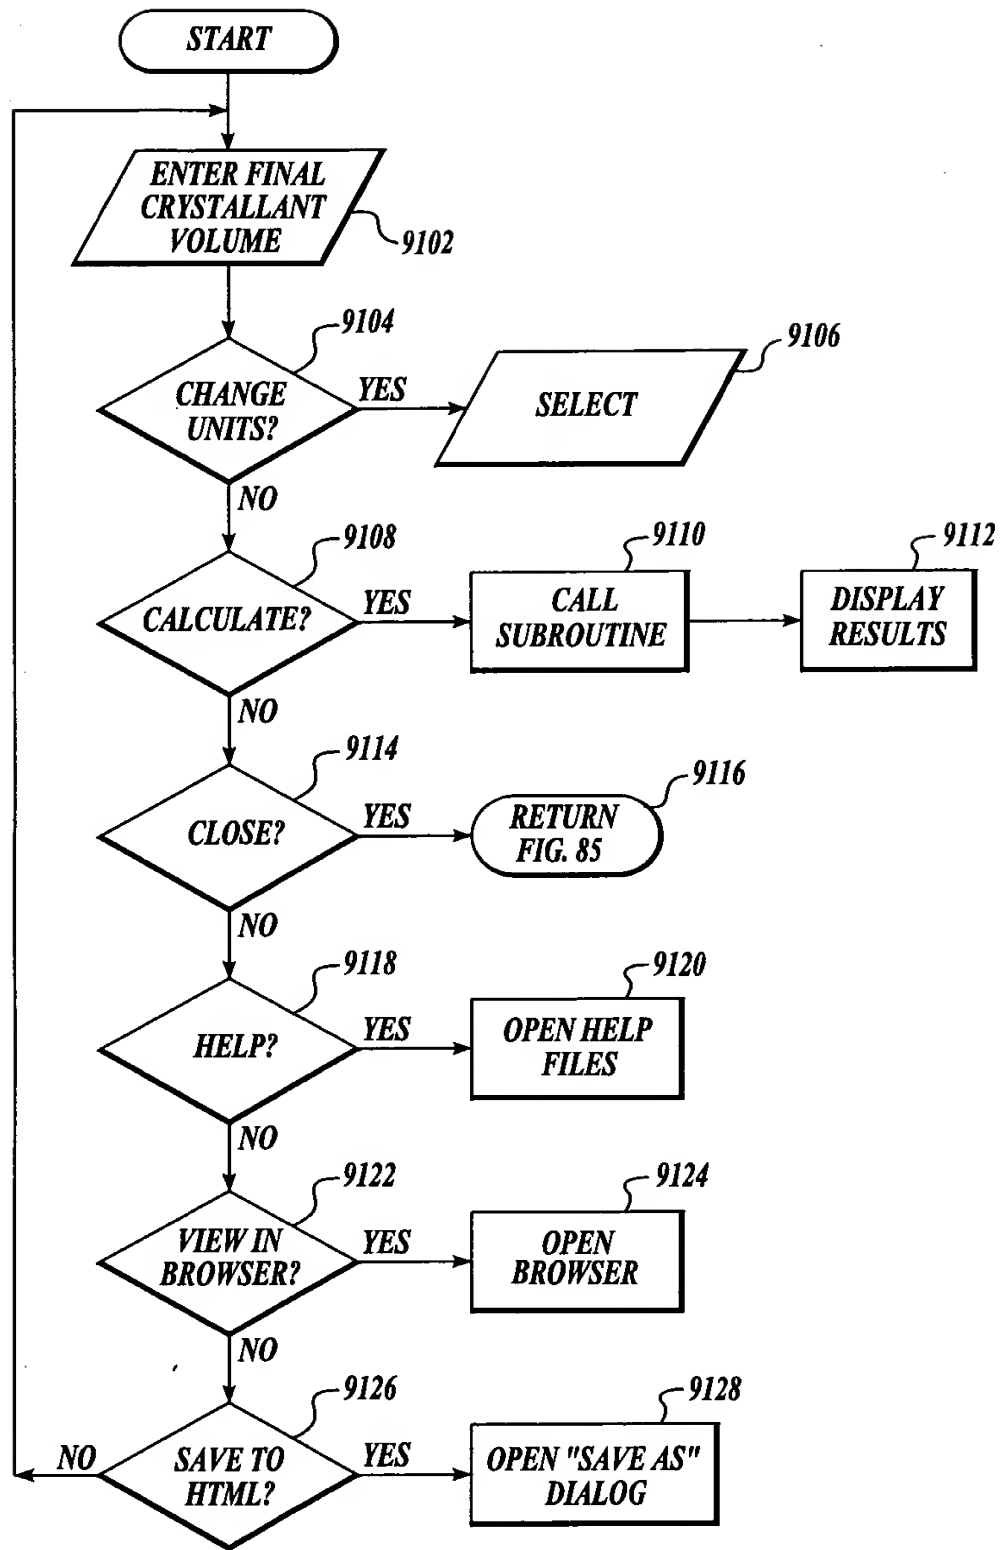 START
ENTER FINAL
CRYSTALLANT
VOLUME
9102
9104
CHANGE
UNITS?
YES
9106
SELECT
NO
9108
CALCULATE?
YES
9110
CALL
SUBROUTINE
9112
DISPLAY
RESULTS
NO
9114
CLOSE?
YES
9116
RETURN
FIG. 85
NO
9118
HELP?
YES
9120
OPEN HELP
FILES
NO
9122
VIEW IN
BROWSER?
YES
9124
OPEN
BROWSER
NO
9126
NO
SAVE TO
HTML?
YES
9128
OPEN "SAVE AS"
DIALOG